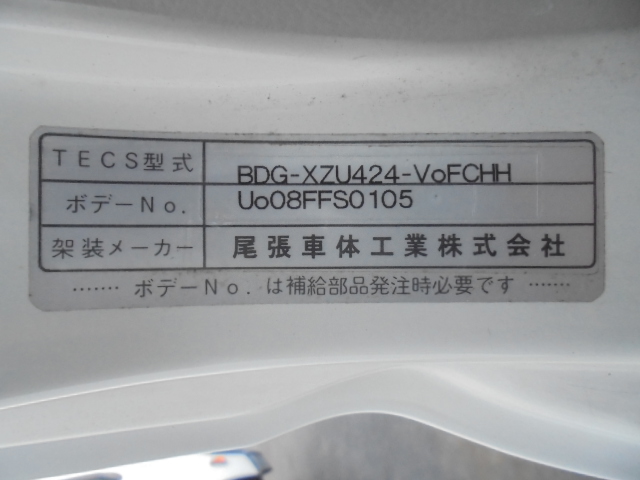 TECS型式 BDG-XZU424-VoFCHH
ボデーNo. Uo08FFS0105
架装メーカー 尾張車体工業株式会社
……. ボデーNo.は補給部品発注時必要です …….